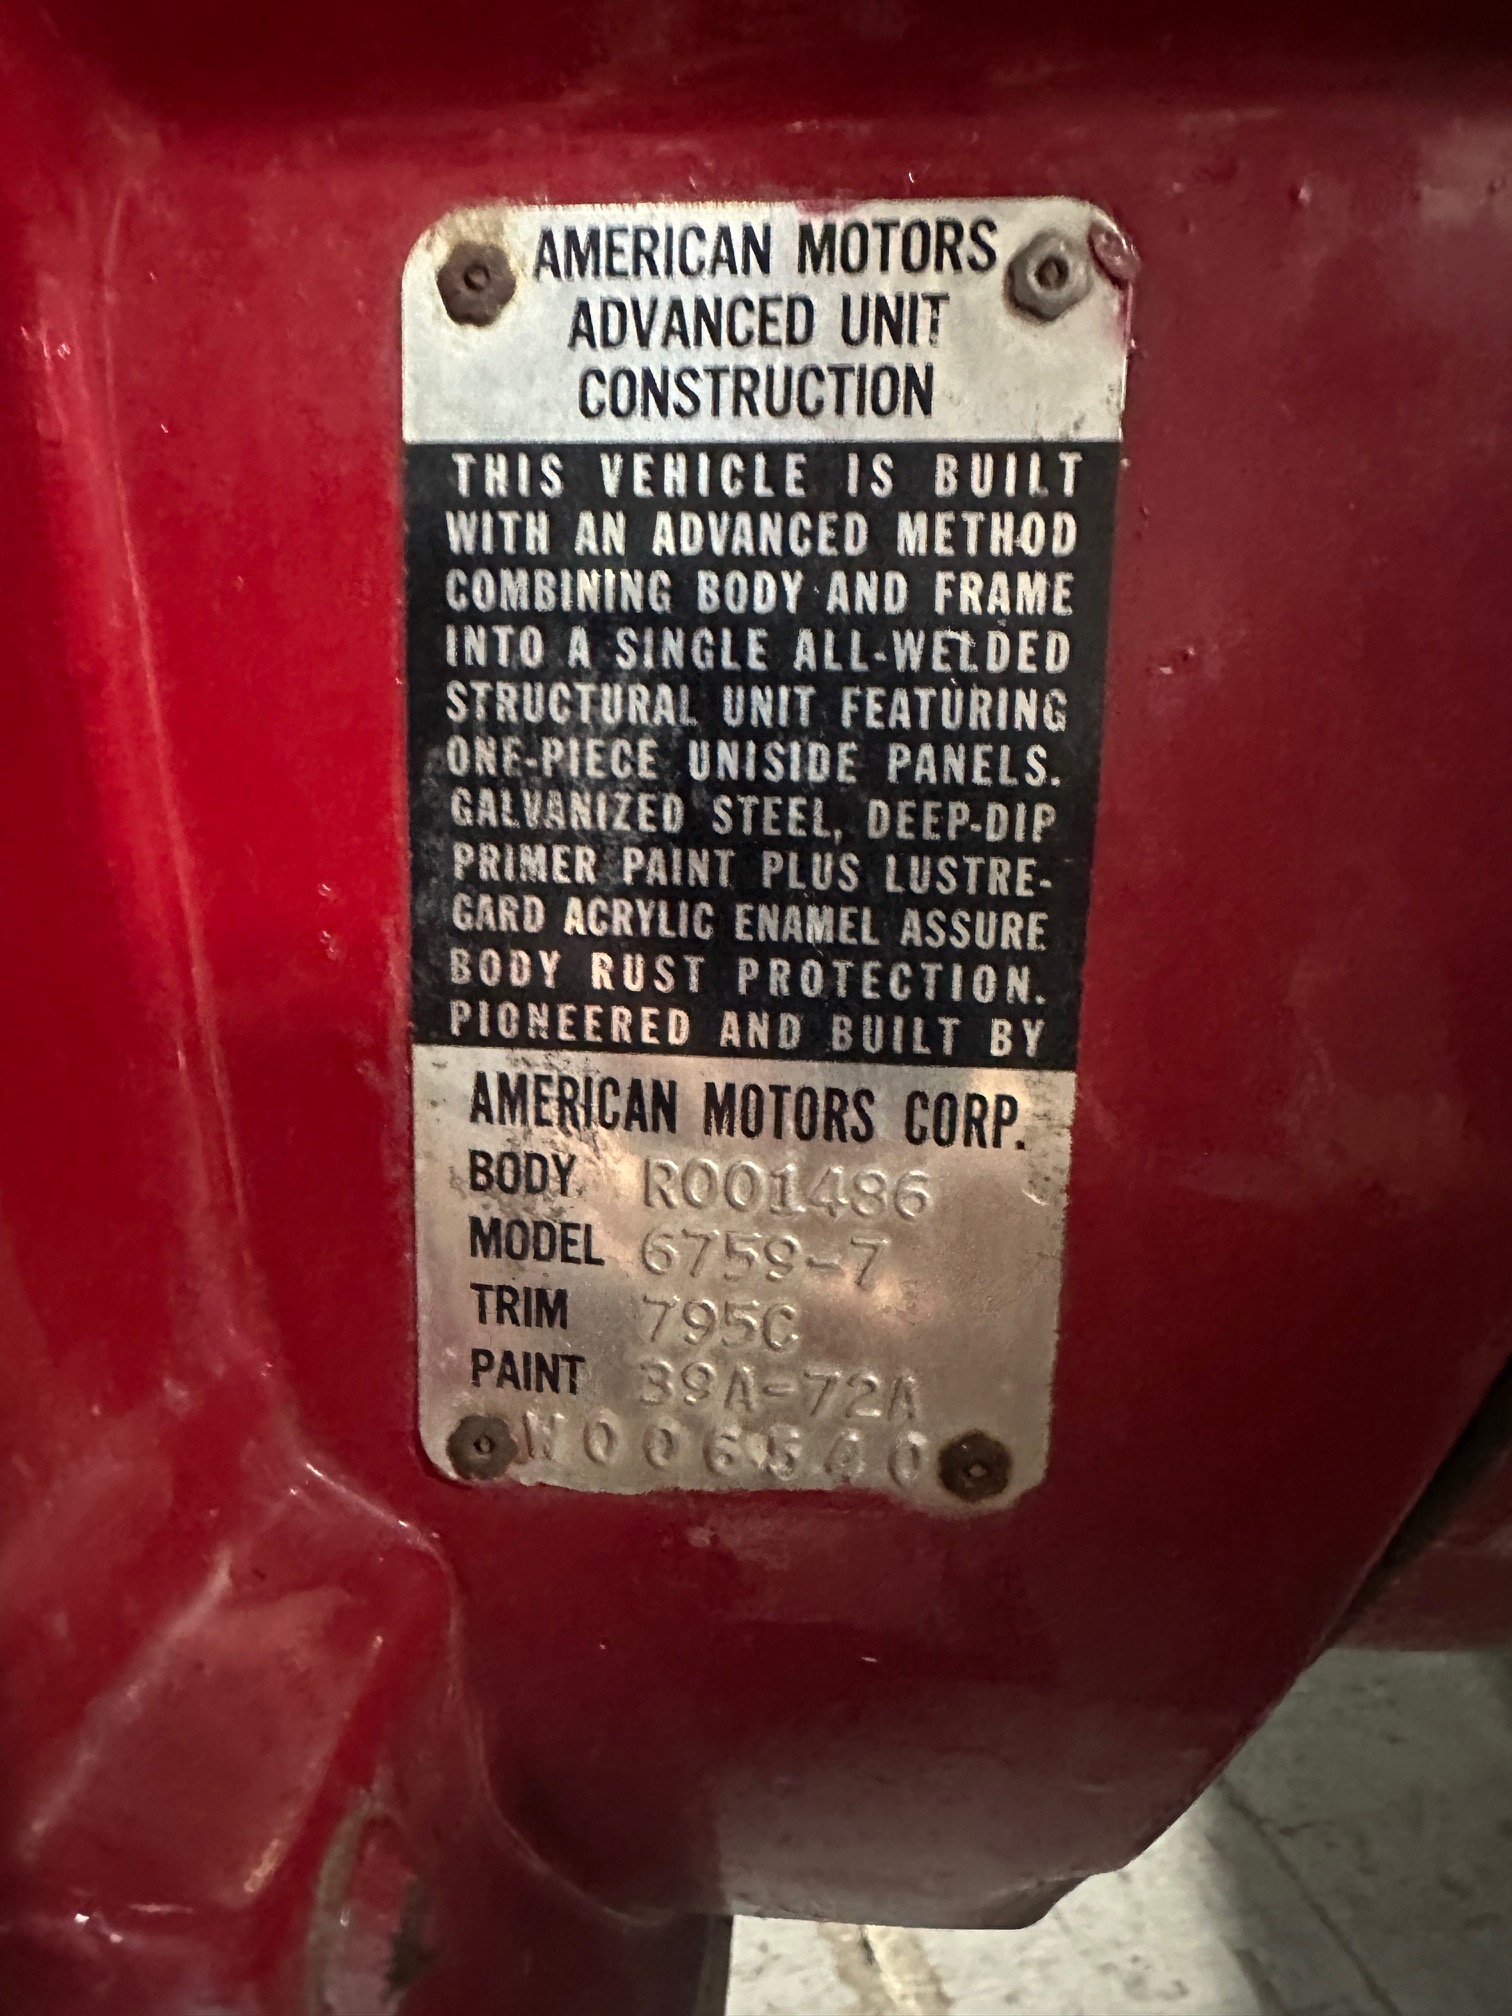 AMERICAN MOTORS
ADVANCED UNIT
CONSTRUCTION
THIS VEHICLE IS BUILT
WITH AN ADVANCED METHOD
COMBINING BODY AND FRAME
INTO A SINGLE ALL-WELDED
STRUCTURAL UNIT FEATURING
ONE-PIECE UNISIDE PANELS.
GALVANIZED STEEL, DEEP-DIP
PRIMER PAINT PLUS LUSTRE-
GARD ACRYLIC ENAMEL ASSURE
BODY RUST PROTECTION.
PIONEERED AND BUILT BY
AMERICAN MOTORS CORP.
BODY R001486
MODEL 6759-7
TRIM 795C
PAINT 39A-72A